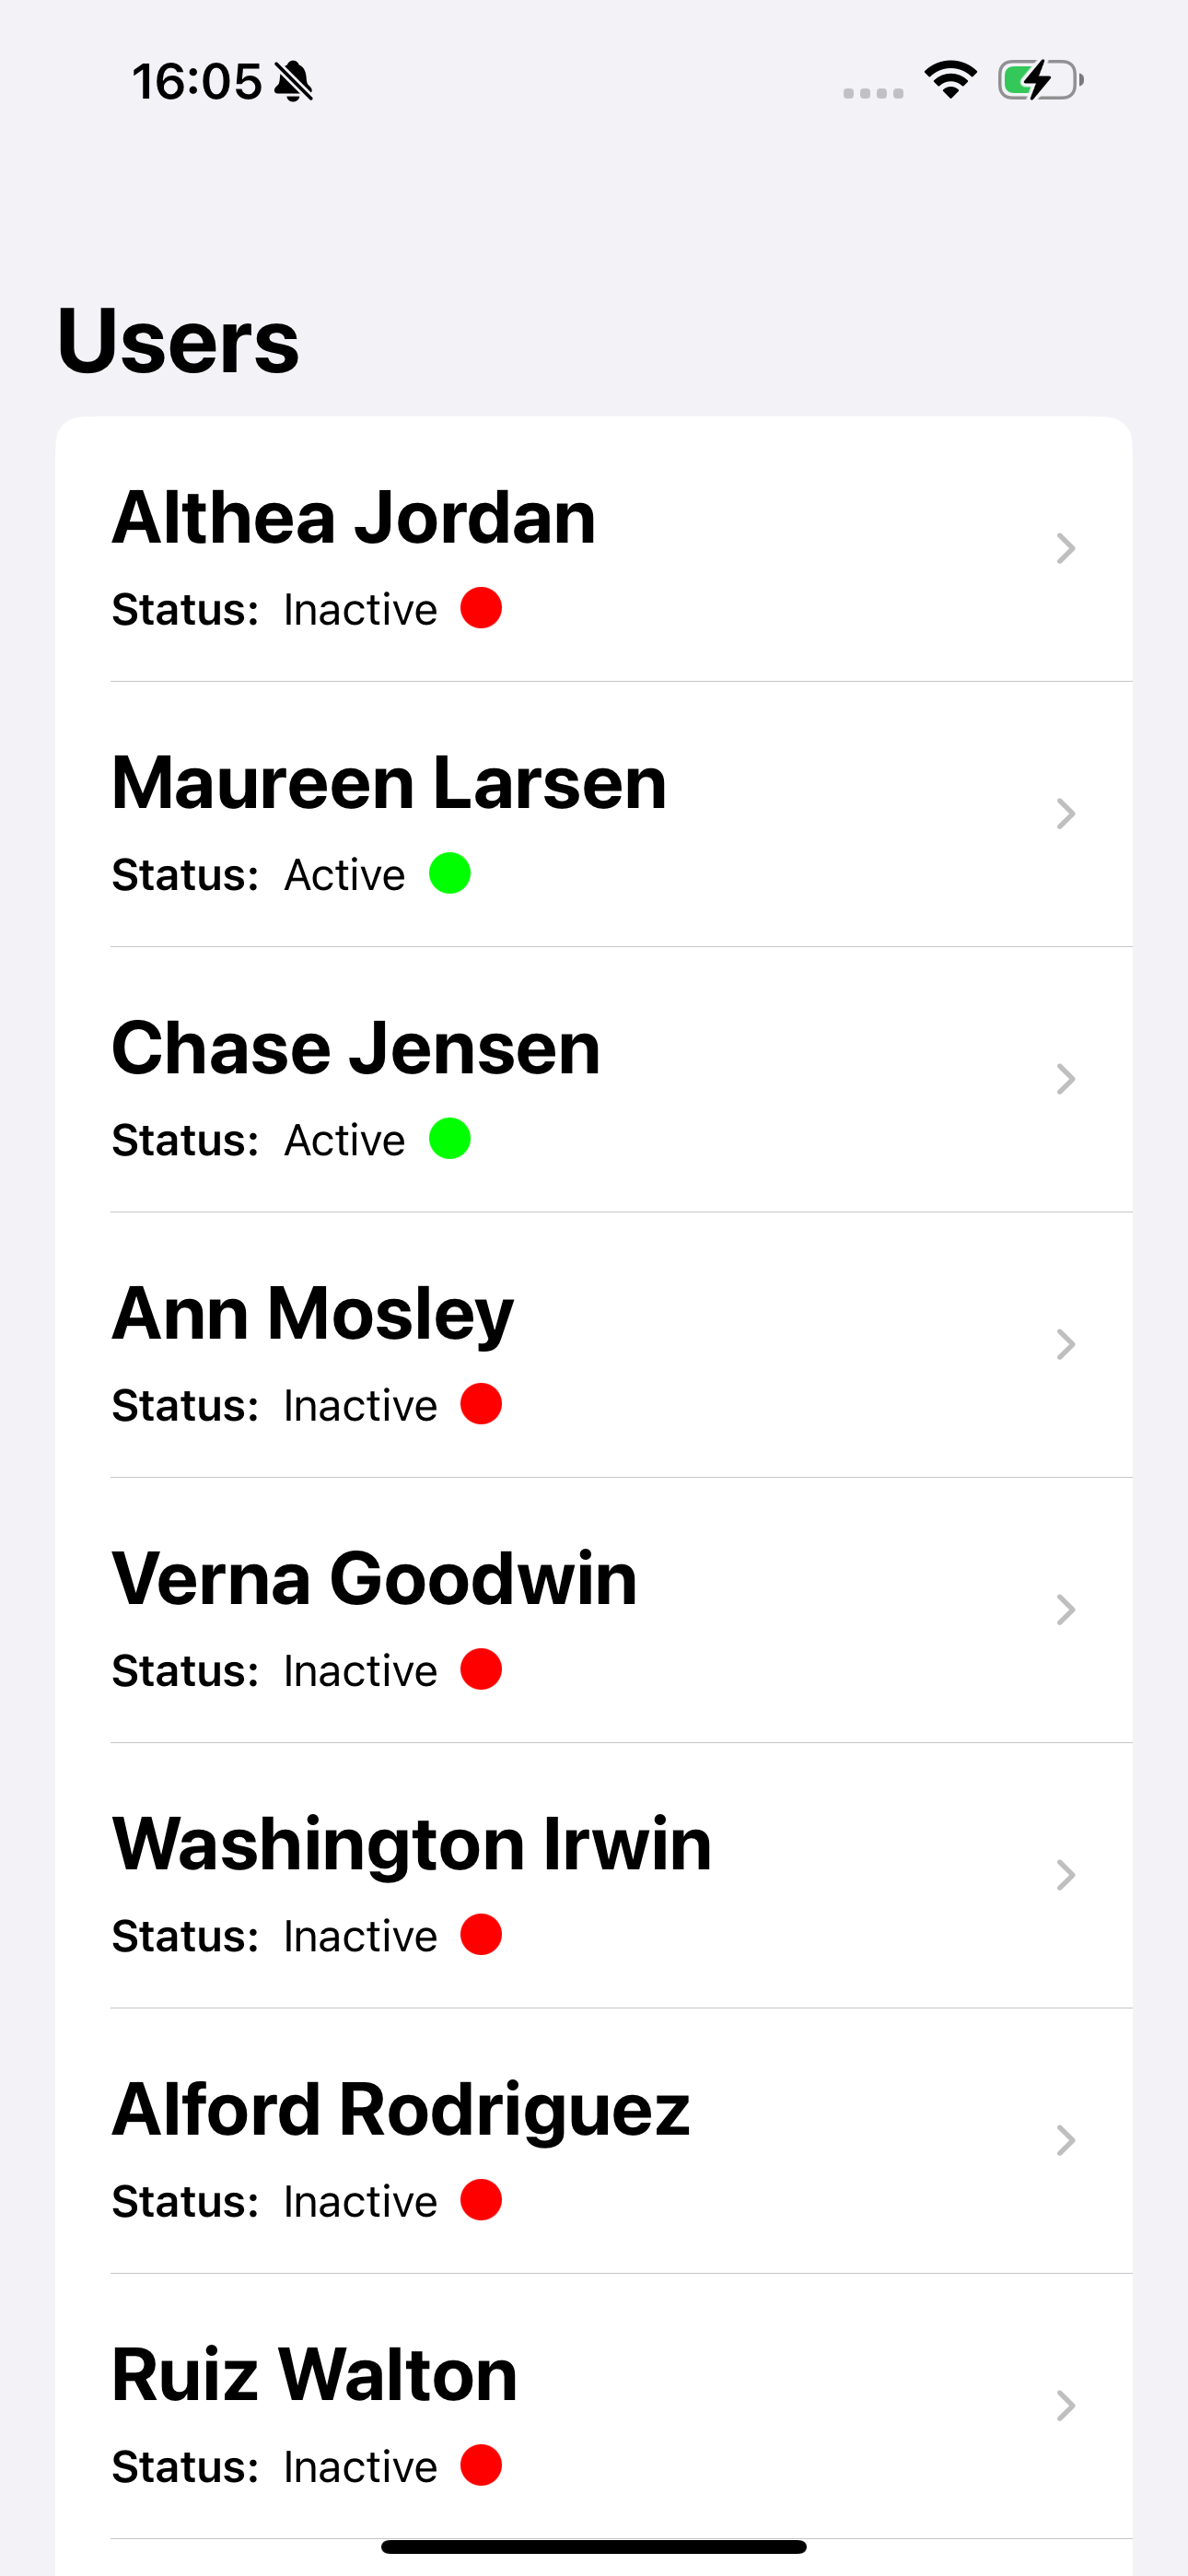 16:05
Users
Althea Jordan
Status: Inactive
Maureen Larsen
Status: Active
Chase Jensen
Status: Active
Ann Mosley
Status: Inactive
Verna Goodwin
Status: Inactive
Washington Irwin
Status: Inactive
Alford Rodriguez
Status: Inactive
Ruiz Walton
Status: Inactive